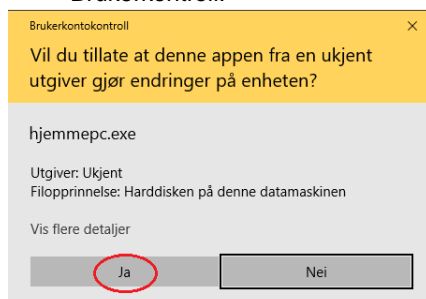 Brukerkontokontroll
Vil du tillate at denne appen fra en ukjent
utgiver gjør endringer på enheten?
hjemmepc.exe
Utgiver: Ukjent
Filopprinnelse: Harddisken på denne datamaskinen
Vis flere detaljer
Ja Nei